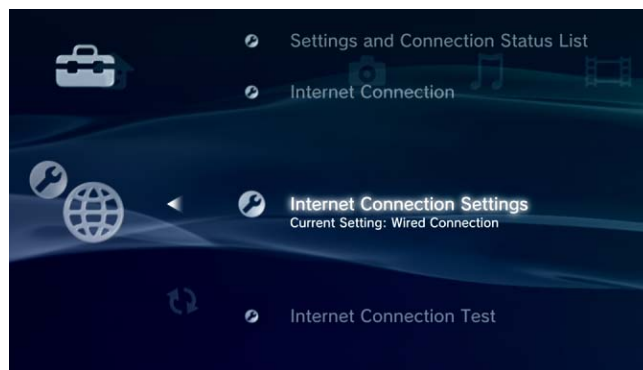 Settings and Connection Status List
Internet Connection
Internet Connection Settings
Current Setting: Wired Connection
Internet Connection Test